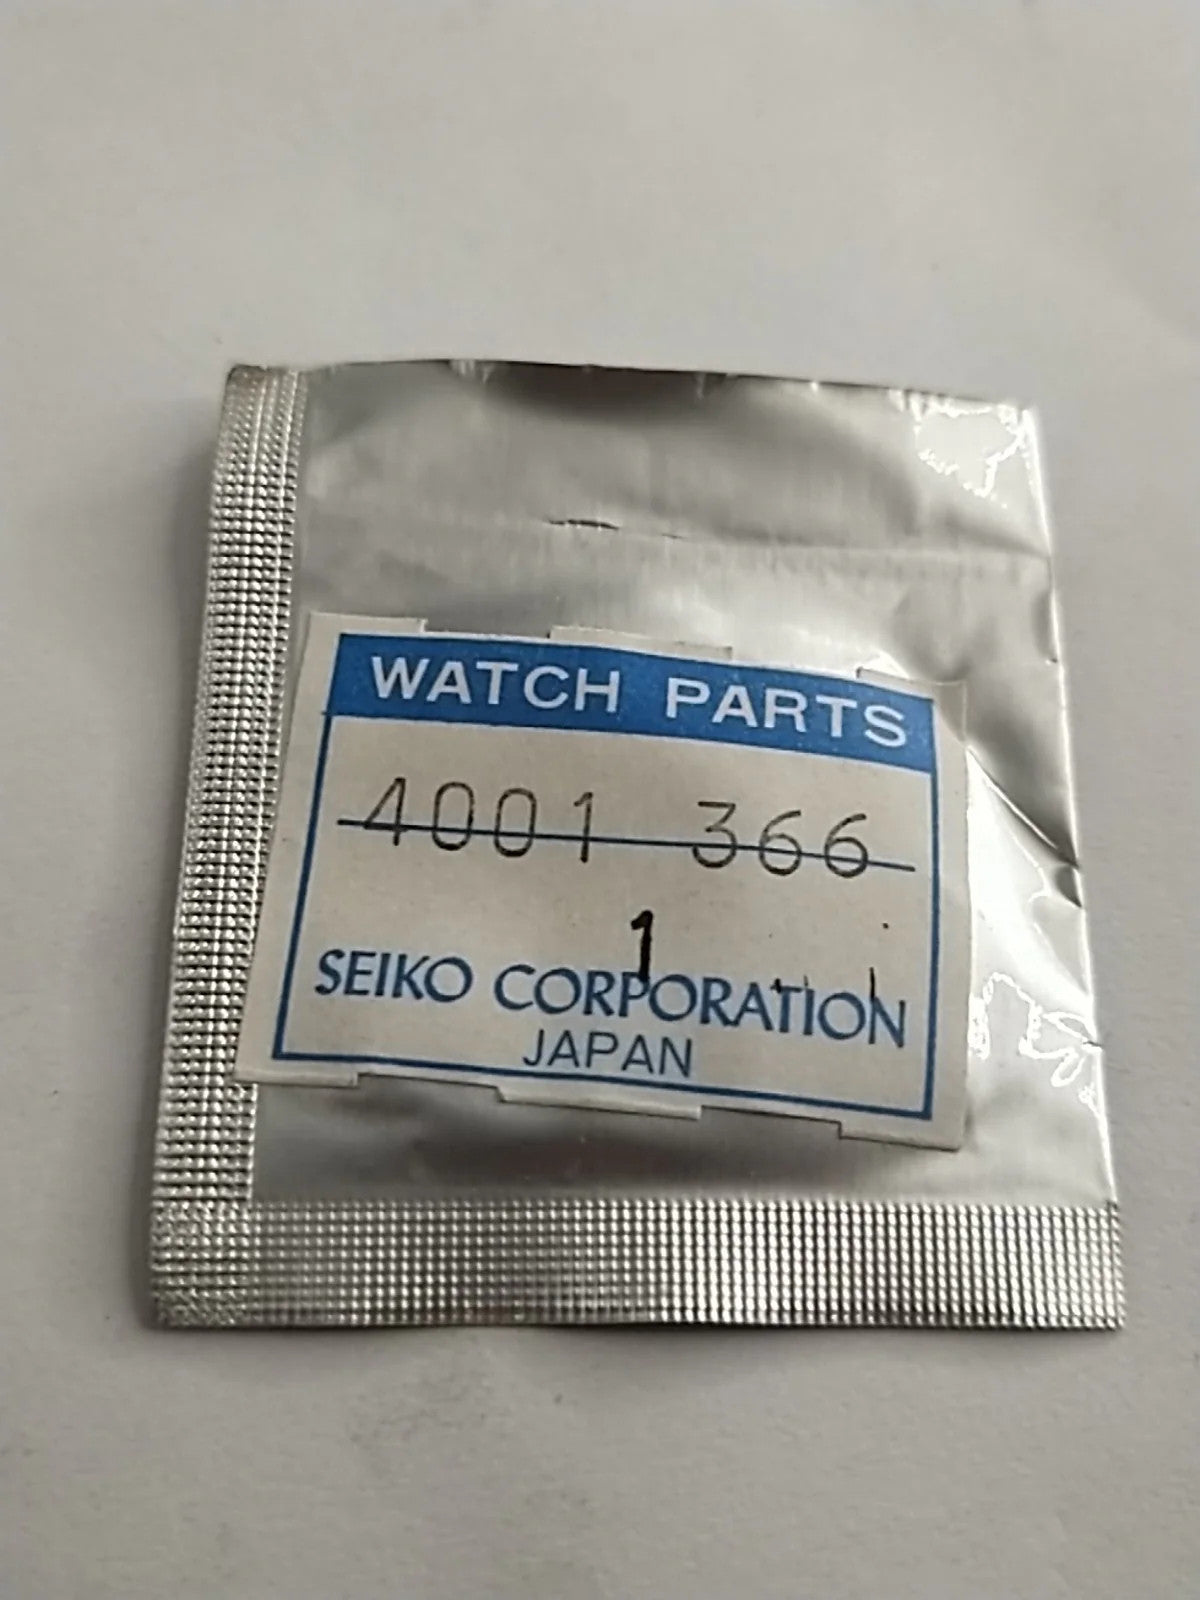 WATCH PARTS
4001 366
1
SEIKO CORPORATION
JAPAN